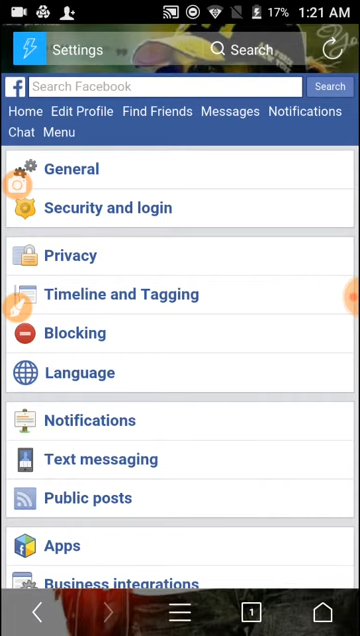 17% 1:21 AM
Settings Search
f Search Facebook Search
Home Edit Profile Find Friends Messages Notifications
Chat Menu
General
Security and login
Privacy
Timeline and Tagging
Blocking
Language
Notifications
Text messaging
Public posts
Apps
Business integrations
1